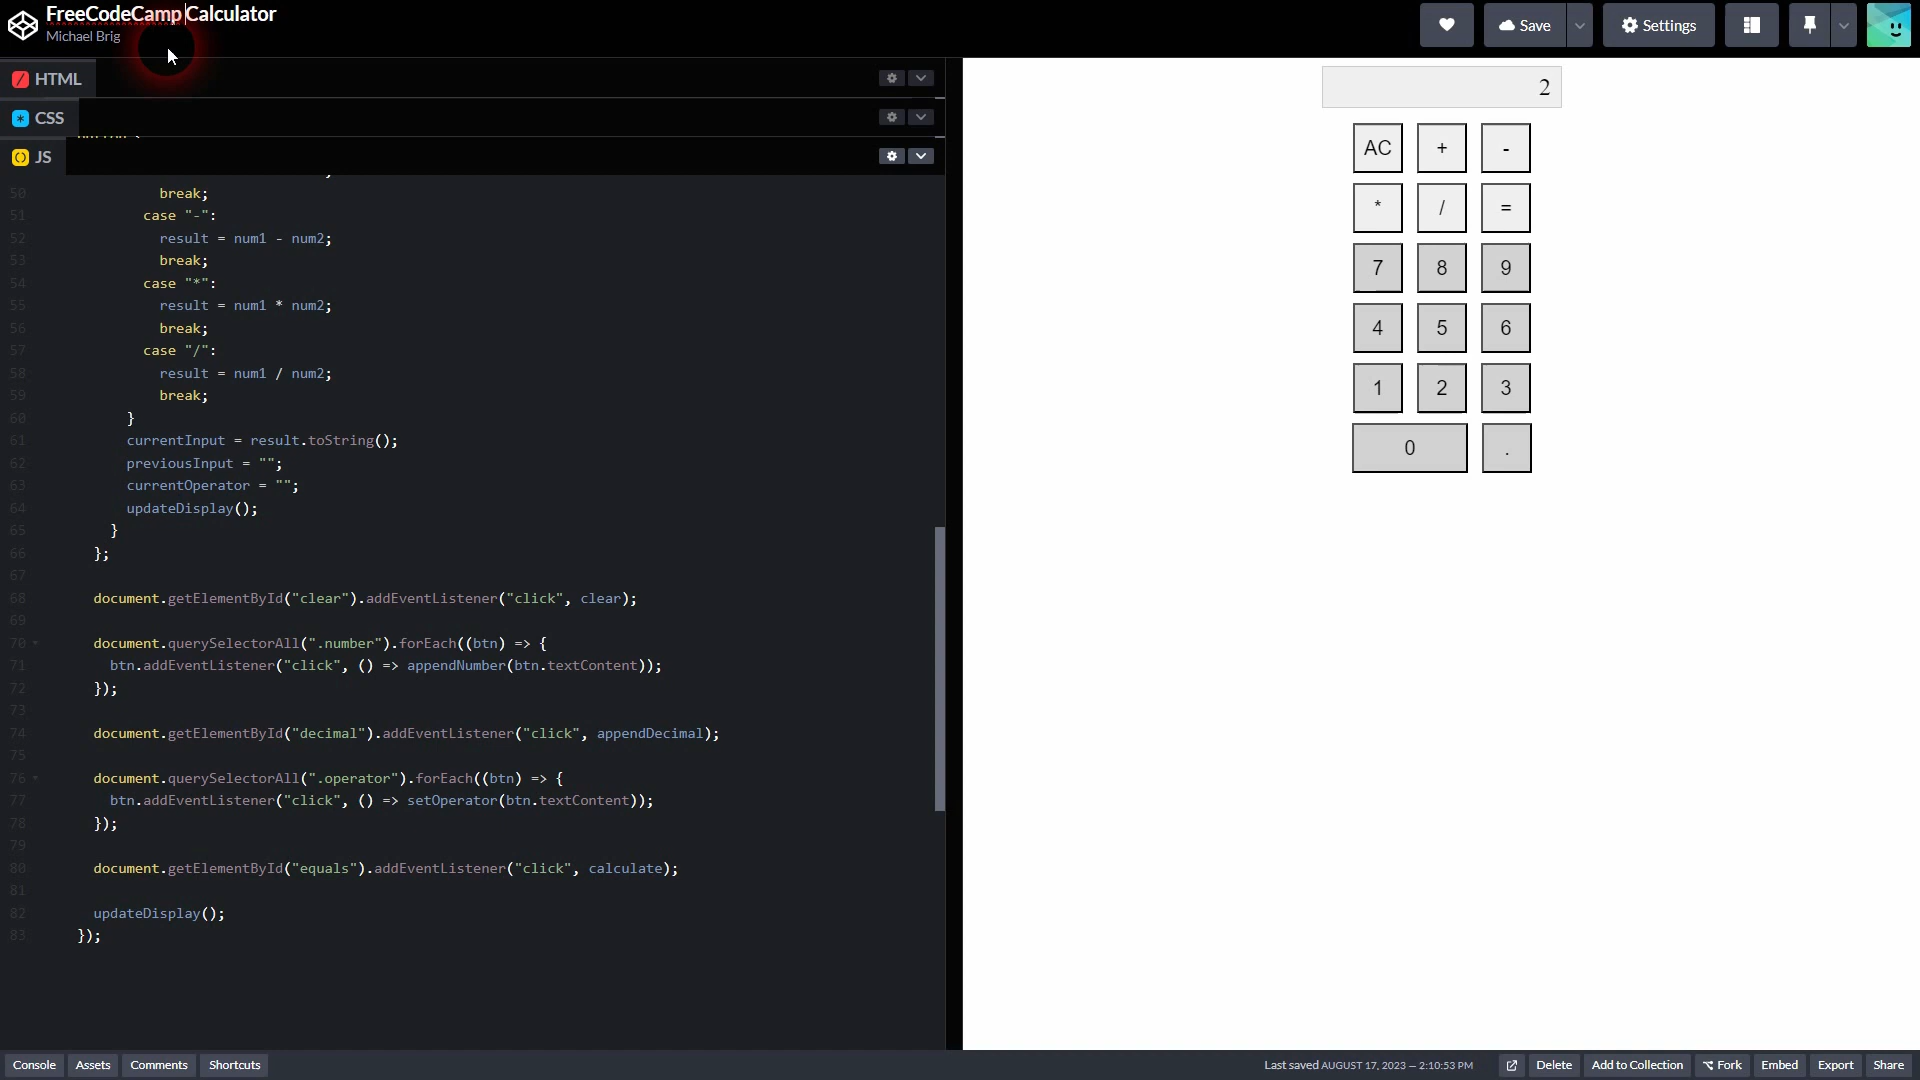 FreeCodeCamp Calculator
Michael Brig
Save
Settings
HTML
CSS
JS
50 break;
51 case "-":
52 result = num1 - num2;
53 break;
54 case "*":
55 result = num1 * num2;
56 break;
57 case "/":
58 result = num1 / num2;
59 break;
60 }
61 currentInput = result.toString();
62 previousInput = "";
63 currentOperator = "";
64 updateDisplay();
65 }
66 };
67
68 document.getElementById("clear").addEventListener("click", clear);
69
70 document.querySelectorAll(".number").forEach((btn) => {
71 btn.addEventListener("click", () => appendNumber(btn.textContent));
72 });
73
74 document.getElementById("decimal").addEventListener("click", appendDecimal);
75
76 document.querySelectorAll(".operator").forEach((btn) => {
77 btn.addEventListener("click", () => setOperator(btn.textContent));
78 });
79
80 document.getElementById("equals").addEventListener("click", calculate);
81
82 updateDisplay();
83 });
2
AC + -
* / =
7 8 9
4 5 6
1 2 3
0 .
Console Assets Comments Shortcuts
Last saved AUGUST 17, 2023 — 2:10:53 PM
Delete Add to Collection Fork Embed Export Share